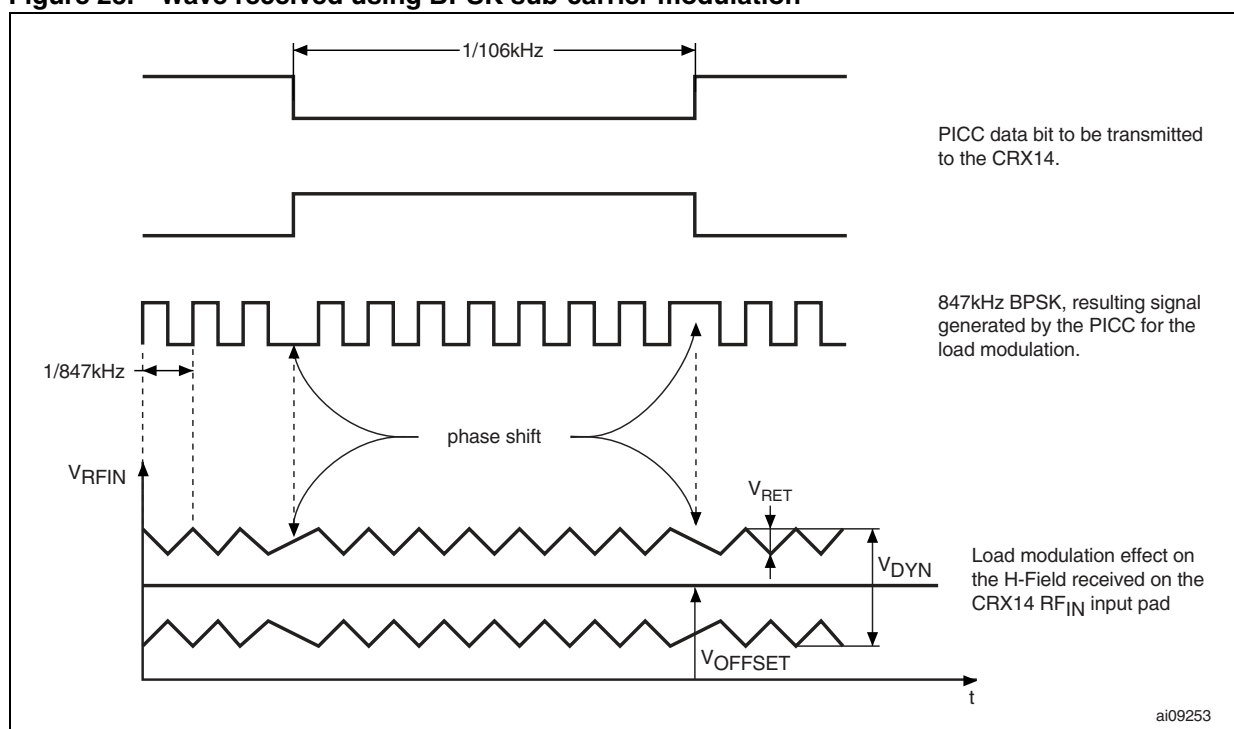 Figure 23. Wave received using BPSK sub-carrier modulation
1/106kHz
PICC data bit to be transmitted
to the CRX14.
847kHz BPSK, resulting signal
generated by the PICC for the
load modulation.
1/847kHz
phase shift
VRFIN
VRET
VDYN
Load modulation effect on
the H-Field received on the
CRX14 RFIN input pad
VOFFSET
t
ai09253